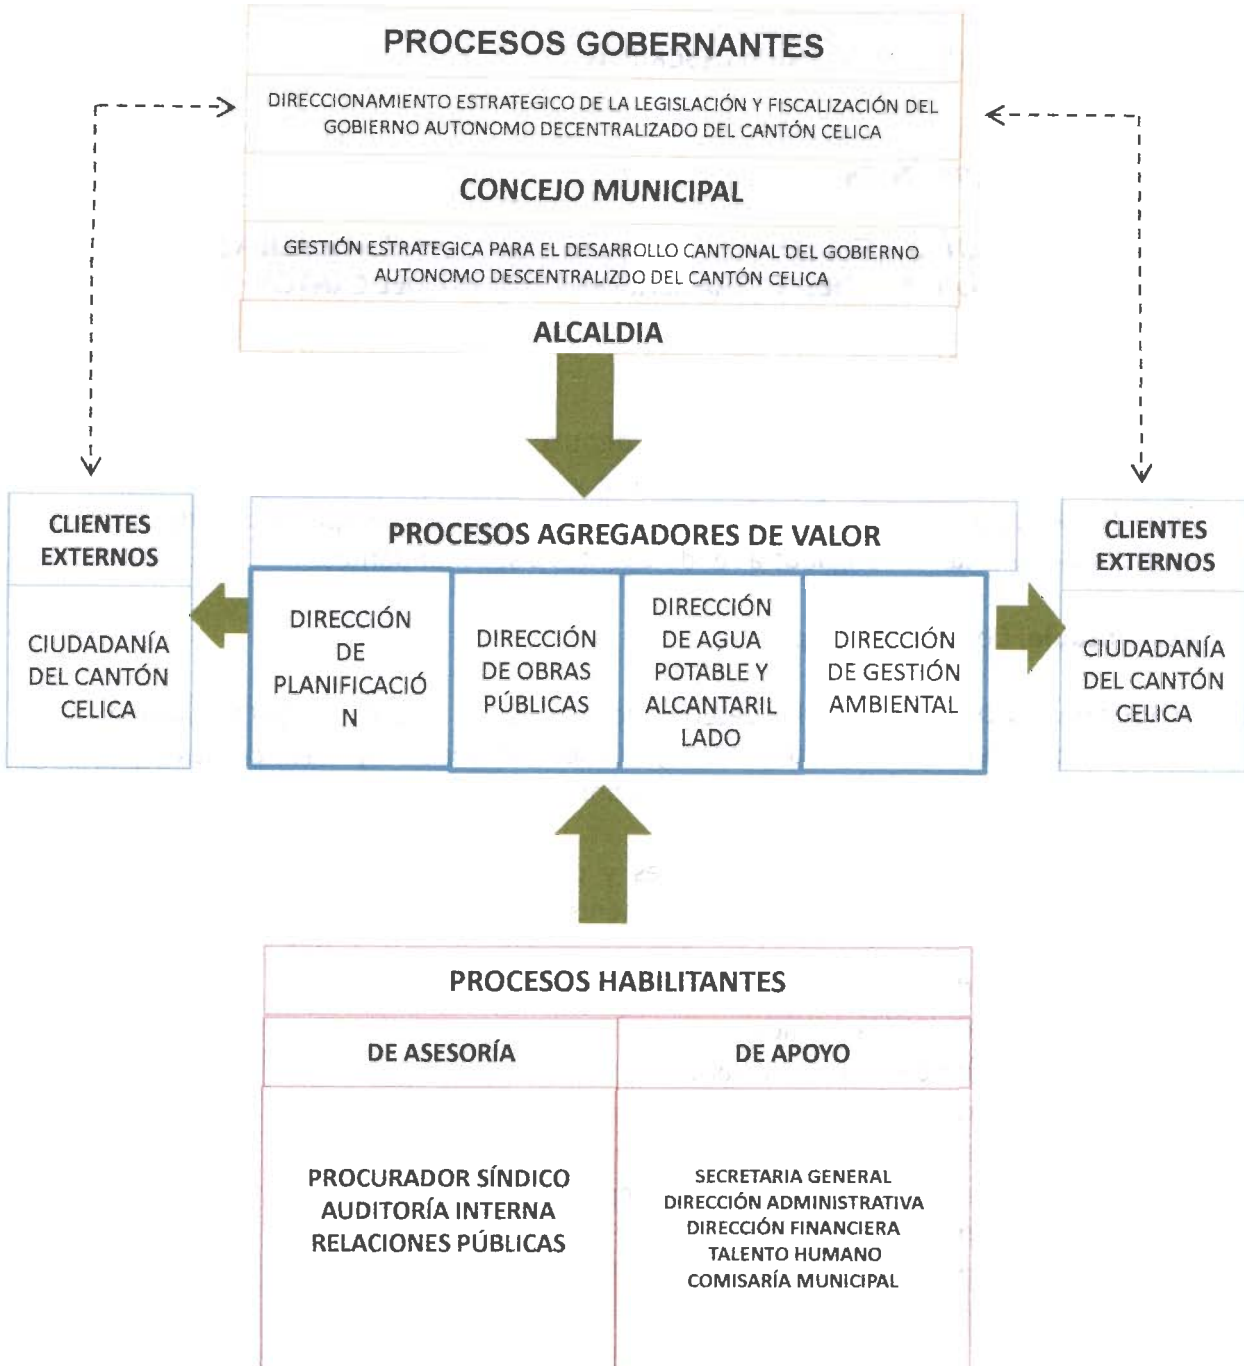 PROCESOS GOBERNANTES
DIRECCIONAMIENTO ESTRATEGICO DE LA LEGISLACIÓN Y FISCALIZACIÓN DEL
GOBIERNO AUTONOMO DECENTRALIZADO DEL CANTÓN CELICA
CONCEJO MUNICIPAL
GESTIÓN ESTRATEGICA PARA EL DESARROLLO CANTONAL DEL GOBIERNO
AUTONOMO DESCENTRALIZDO DEL CANTÓN CELICA
ALCALDIA
CLIENTES
EXTERNOS
CIUDADANÍA
DEL CANTÓN
CELICA
PROCESOS AGREGADORES DE VALOR
DIRECCIÓN
DE
PLANIFICACIÓ
N
DIRECCIÓN
DE OBRAS
PÚBLICAS
DIRECCIÓN
DE AGUA
POTABLE Y
ALCANTARIL
LADO
DIRECCIÓN
DE GESTIÓN
AMBIENTAL
CLIENTES
EXTERNOS
CIUDADANÍA
DEL CANTÓN
CELICA
PROCESOS HABILITANTES
DE ASESORÍA
PROCURADOR SÍNDICO
AUDITORÍA INTERNA
RELACIONES PÚBLICAS
DE APOYO
SECRETARIA GENERAL
DIRECCIÓN ADMINISTRATIVA
DIRECCIÓN FINANCIERA
TALENTO HUMANO
COMISARÍA MUNICIPAL